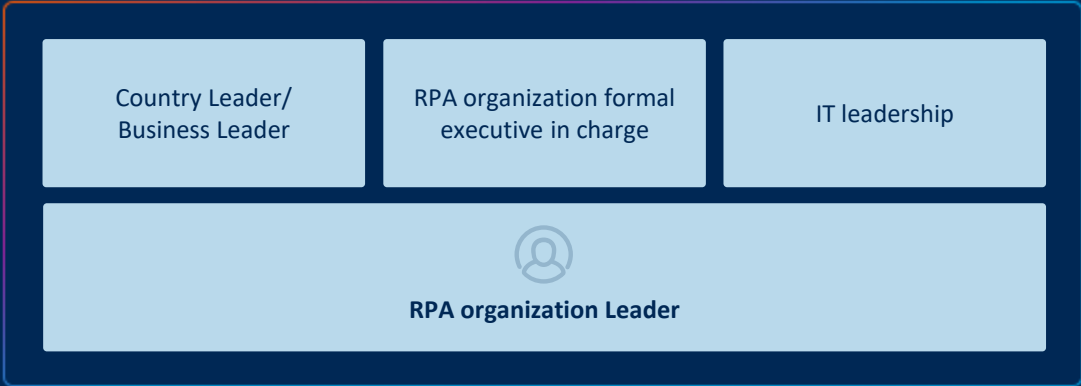 Country Leader/
Business Leader
RPA organization formal
executive in charge
IT leadership
RPA organization Leader